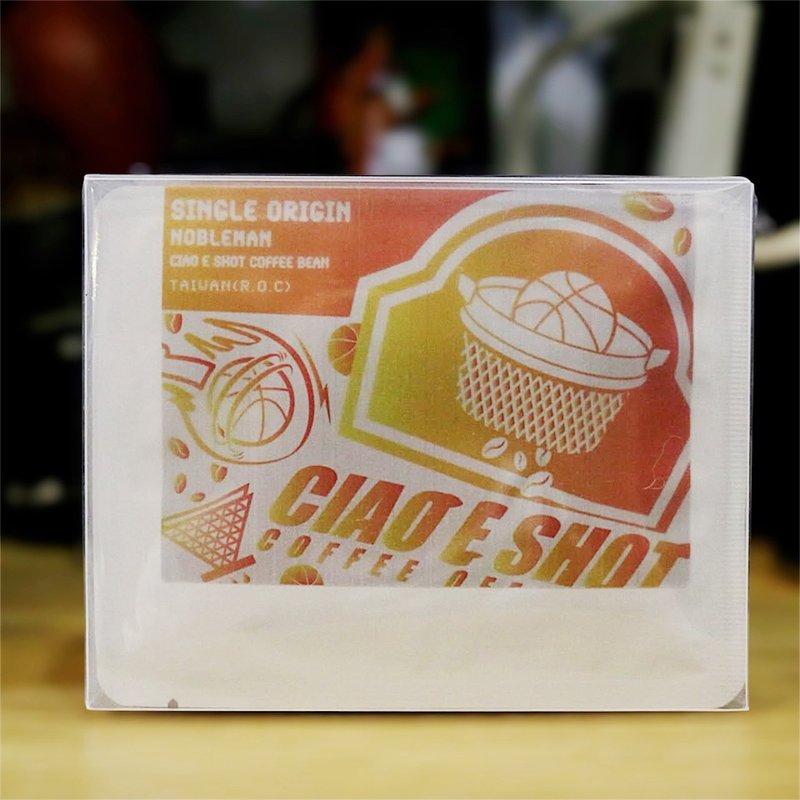 SINGLE ORIGIN
NOBLEMAN
CIAO E SHOT COFFEE BEAN
TAIWAN(R.O.C)
CIAO E SHOT
COFFEE